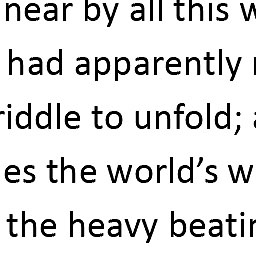 near by all this w
had apparently
riddle to unfold;
es the world’s w
the heavy beatin